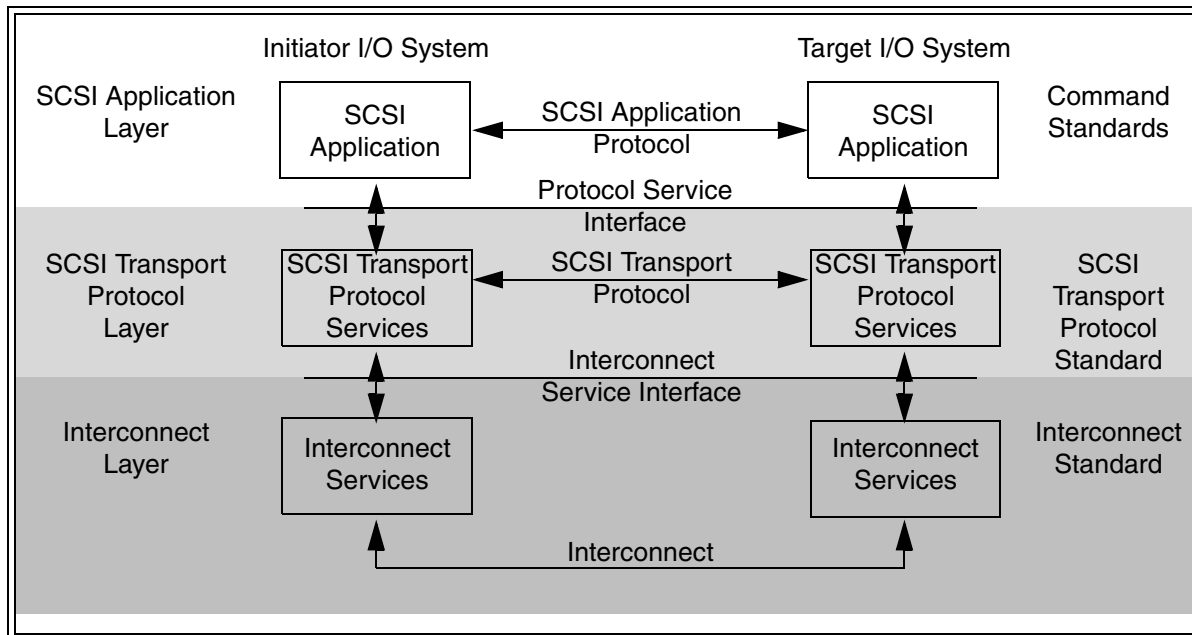 Initiator I/O System
Target I/O System
SCSI Application
Layer
SCSI
Application
SCSI Application
Protocol
SCSI
Application
Command
Standards
Protocol Service
Interface
SCSI Transport
Protocol
Layer
SCSI Transport
Protocol
Services
SCSI Transport
Protocol
SCSI Transport
Protocol
Services
SCSI
Transport
Protocol
Standard
Interconnect
Service Interface
Interconnect
Layer
Interconnect
Services
Interconnect
Services
Interconnect
Standard
Interconnect